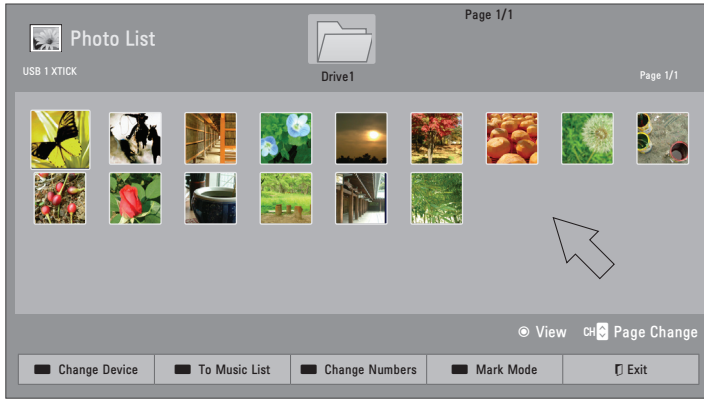 Page 1/1
Photo List
USB 1 XTICK
Drive1
Page 1/1
View
CH Page Change
Change Device
To Music List
Change Numbers
Mark Mode
Exit